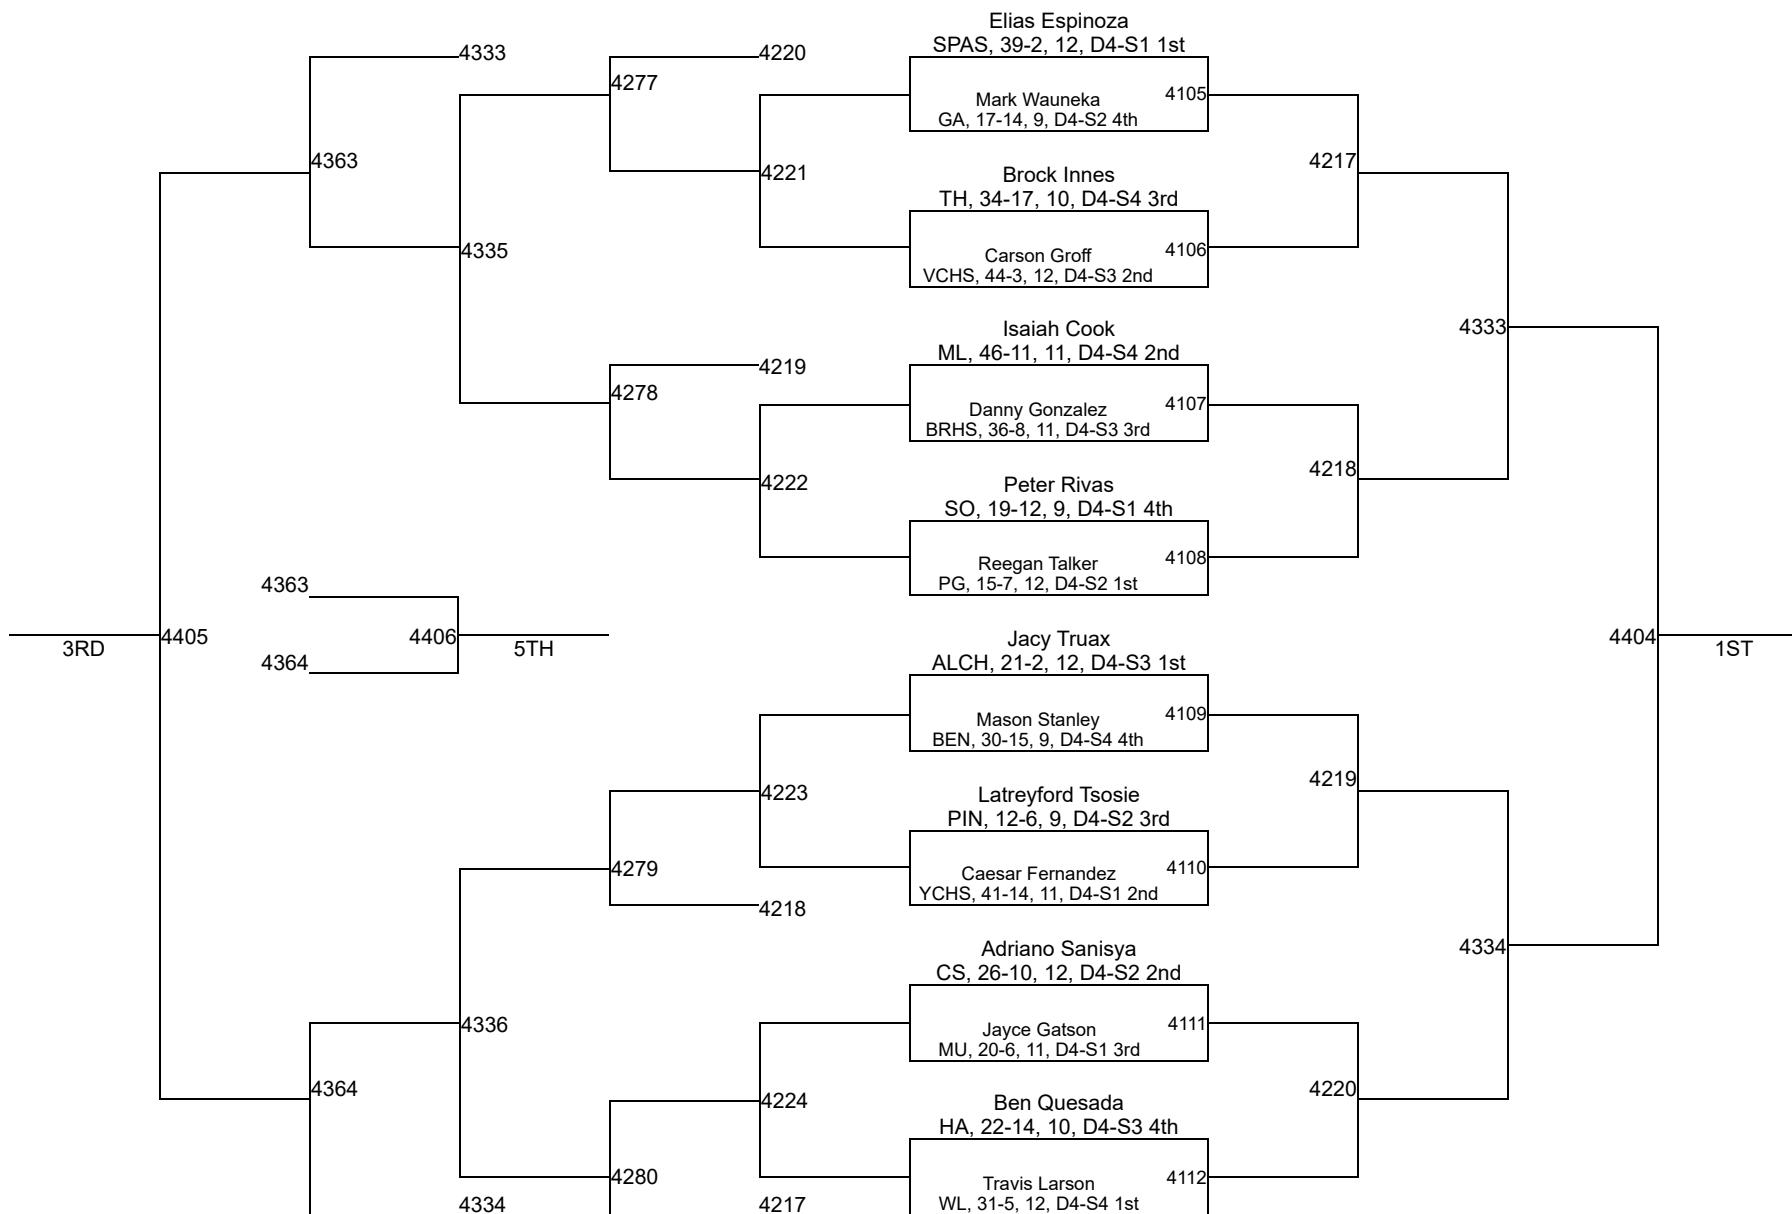 Elias Espinoza
4333
4220
SPAS, 39-2, 12, D4-S1 1st
4277
Mark Wauneka
4105
GA, 17-14, 9, D4-S2 4th
4363
4217
4221
Brock Innes
TH, 34-17, 10, D4-S4 3rd
4335
Carson Groff
4106
VCHS, 44-3, 12, D4-S3 2nd
Isaiah Cook
4333
ML, 46-11, 11, D4-S4 2nd
4219
4278
Danny Gonzalez
4107
BRHS, 36-8, 11, D4-S3 3rd
4218
4222
Peter Rivas
SO, 19-12, 9, D4-S1 4th
Reegan Talker
4108
PG, 15-7, 12, D4-S2 1st
4363
3RD
4405
4406
5TH
Jacy Truax
4404
1ST
4364
ALCH, 21-2, 12, D4-S3 1st
Mason Stanley
4109
BEN, 30-15, 9, D4-S4 4th
4219
4223
Latreyford Tsosie
PIN, 12-6, 9, D4-S2 3rd
4279
Caesar Fernandez
4110
YCHS, 41-14, 11, D4-S1 2nd
4218
Adriano Sanisya
4334
CS, 26-10, 12, D4-S2 2nd
4336
Jayce Gatson
4111
MU, 20-6, 11, D4-S1 3rd
4364
4220
4224
Ben Quesada
HA, 22-14, 10, D4-S3 4th
4280
Travis Larson
4112
4334
4217
WL, 31-5, 12, D4-S4 1st